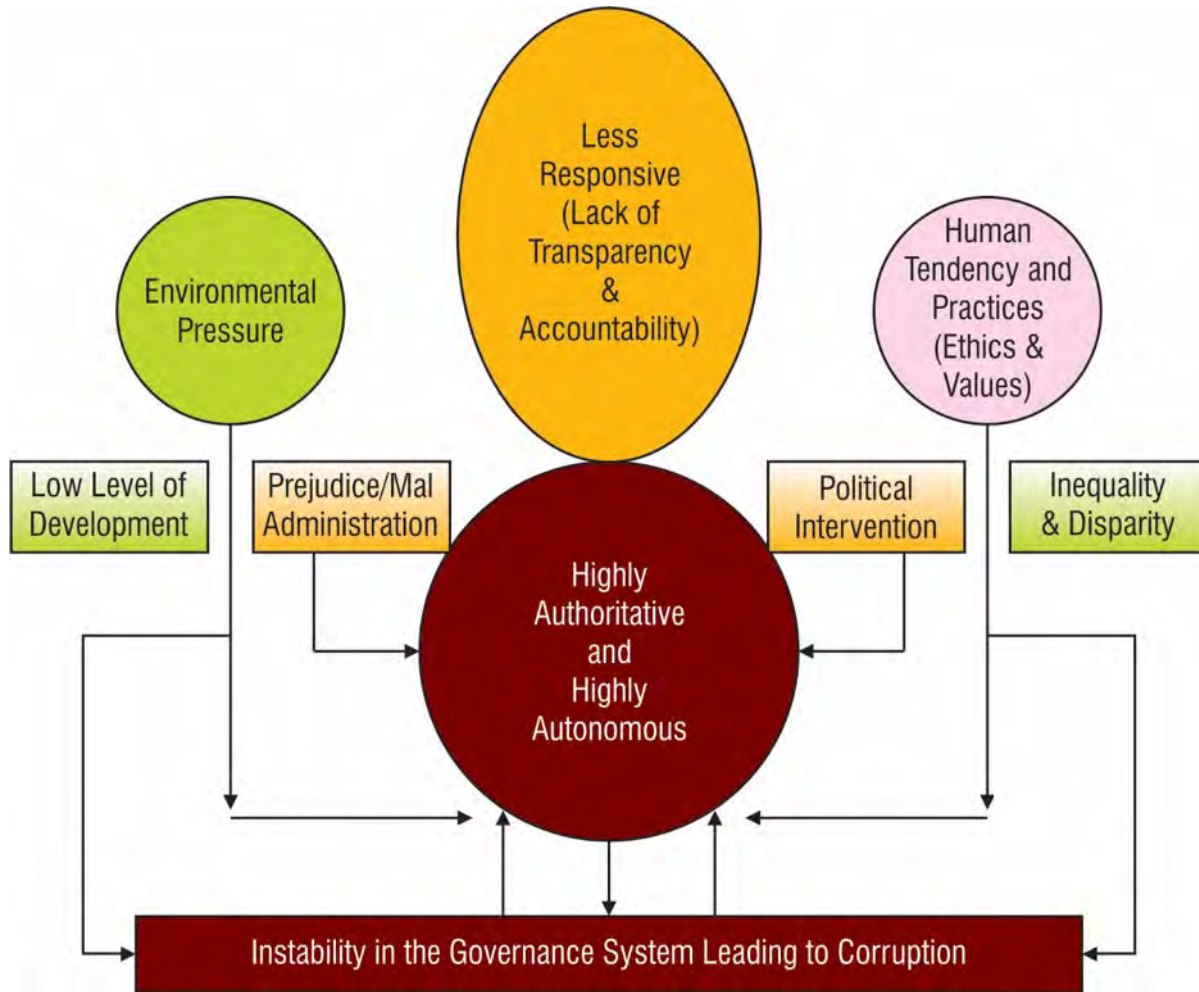 Less
Responsive
(Lack of
Transparency
&
Accountability)
Environmental
Pressure
Human
Tendency and
Practices
(Ethics &
Values)
Low Level of
Development
Prejudice/Mal
Administration
Political
Intervention
Inequality
& Disparity
Highly
Authoritative
and
Highly
Autonomous
Instability in the Governance System Leading to Corruption